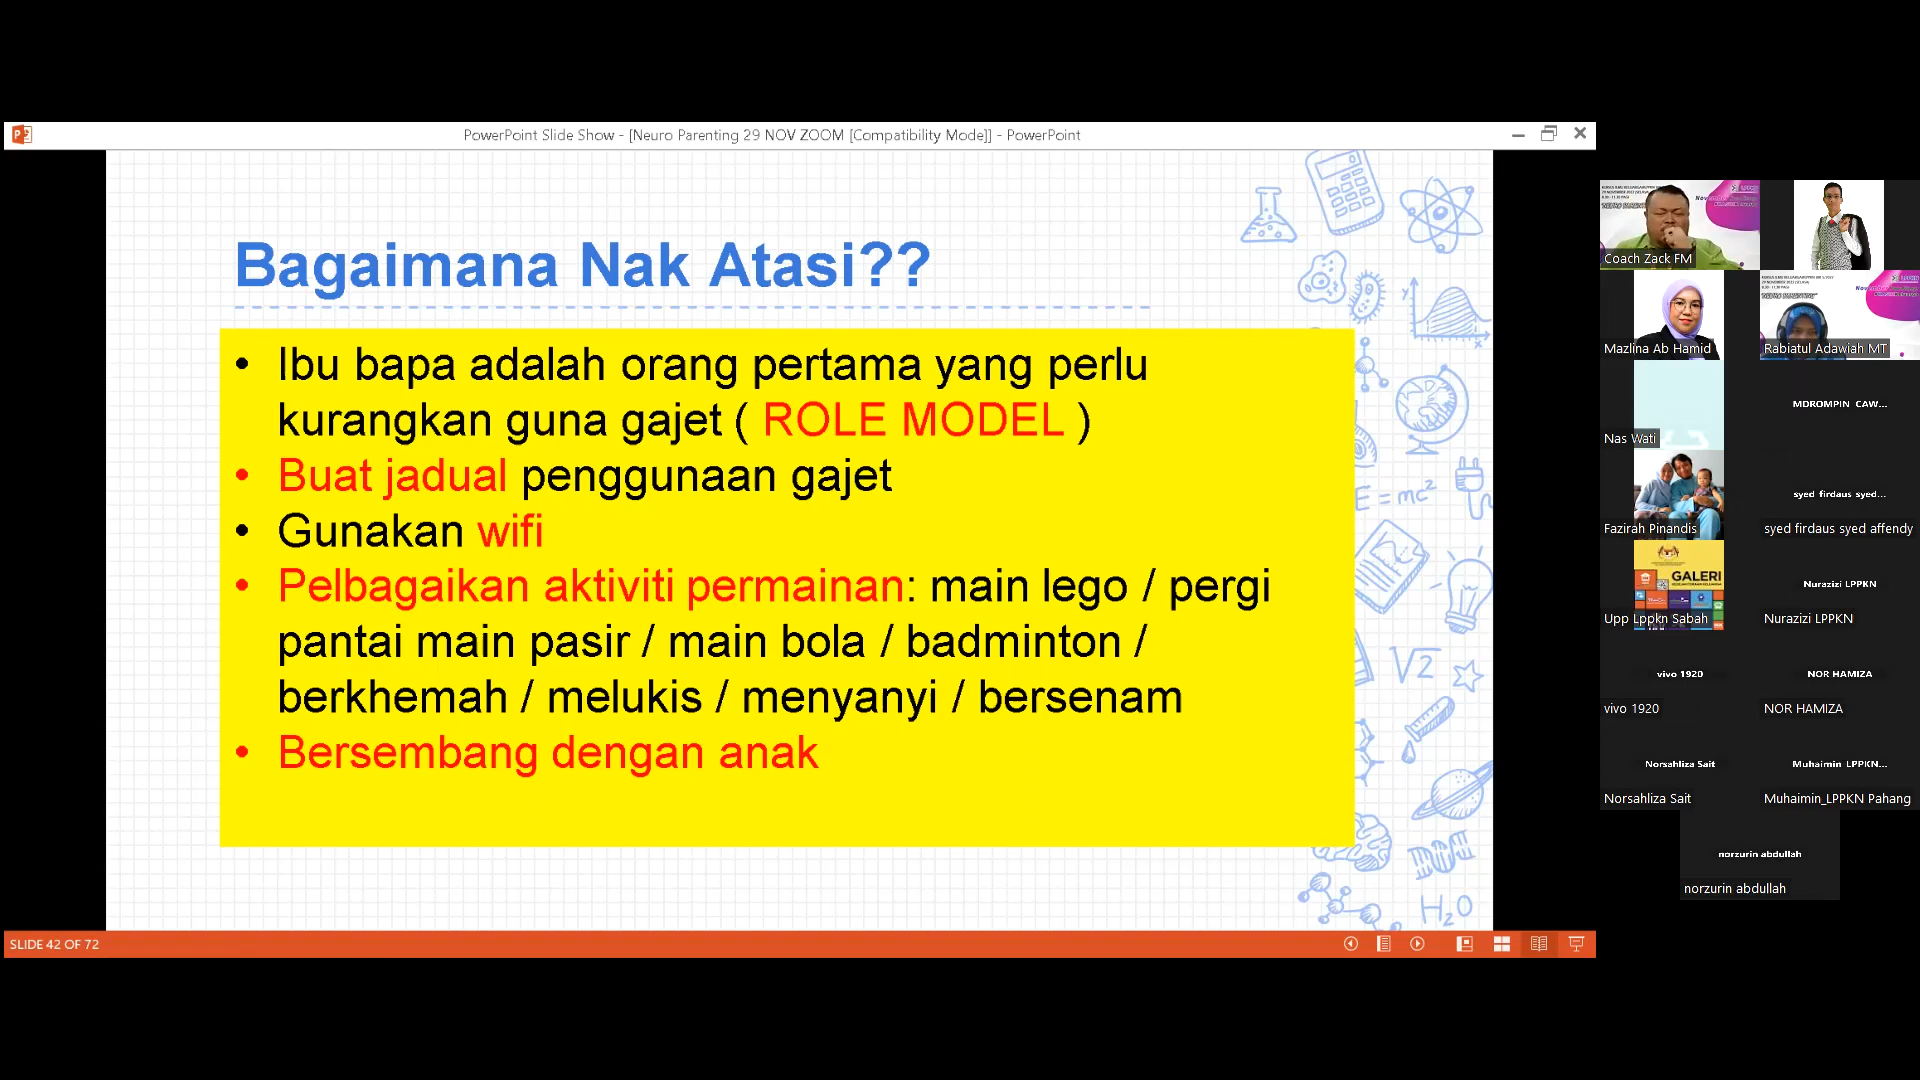 PowerPoint Slide Show - [Neuro Parenting 29 NOV ZOOM [Compatibility Mode]] - PowerPoint
Bagaimana Nak Atasi??
• Ibu bapa adalah orang pertama yang perlu
kurangkan guna gajet ( ROLE MODEL )
• Buat jadual penggunaan gajet
• Gunakan wifi
• Pelbagaikan aktiviti permainan: main lego / pergi
pantai main pasir / main bola / badminton /
berkhemah / melukis / menyanyi / bersenam
• Bersembang dengan anak
E = mc²
√2
H₂O
SLIDE 42 OF 72
Coach Zack FM
Mazlina Ab Hamid
Rabiatul Adawiah MT
Nas Wati
MDROMPIN CAW...
Fazirah Pinandis
syed firdaus syed...
syed firdaus syed affendy
GALERI
Upp Lppkn Sabah
Nurazizi LPPKN
Nurazizi LPPKN
vivo 1920
vivo 1920
NOR HAMIZA
NOR HAMIZA
Norsahliza Sait
Norsahliza Sait
Muhaimin LPPKN...
Muhaimin_LPPKN Pahang
norzurin abdullah
norzurin abdullah